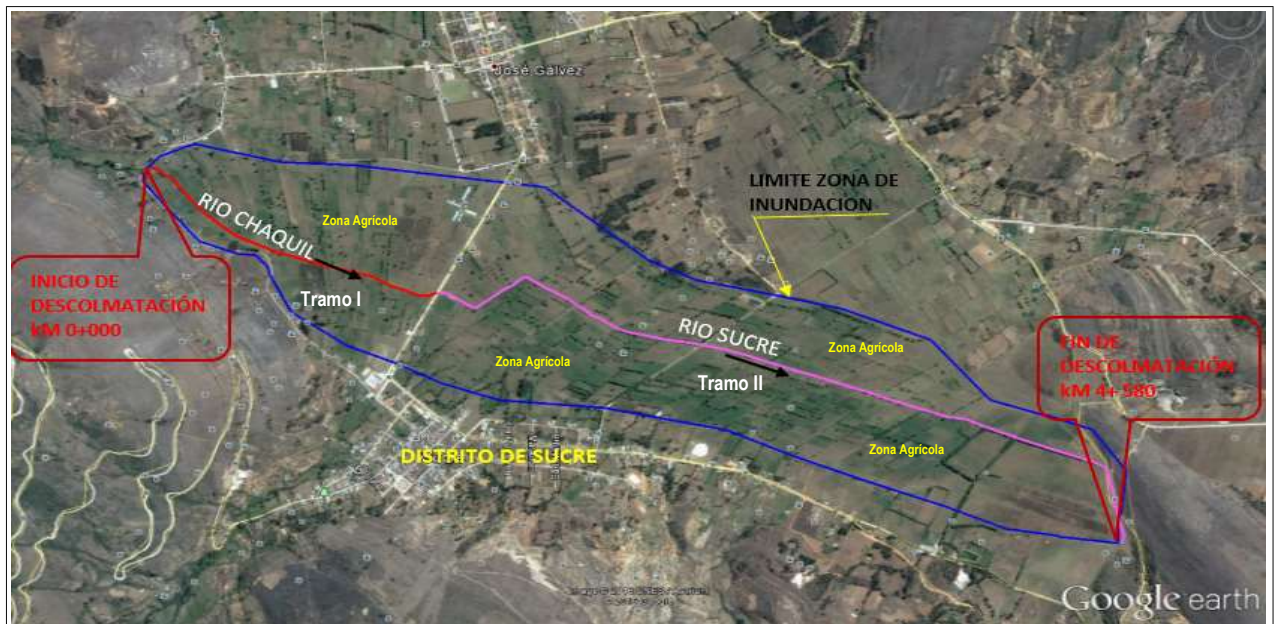 José Gálvez
LIMITE ZONA DE
INUNDACIÓN
RIO CHAQUIL
Zona Agrícola
INICIO DE
DESCOLMATACIÓN
kM 0+000
Tramo I
RIO SUCRE
Zona Agrícola
FIN DE
DESCOLMATACIÓN
kM 4+ 580
Zona Agrícola
Tramo II
Zona Agrícola
DISTRITO DE SUCRE
Google earth